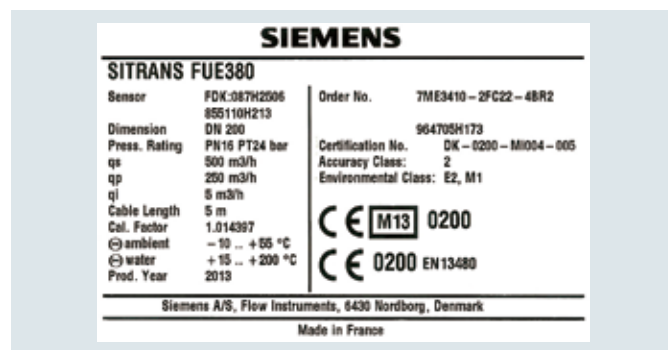 SIEMENS
SITRANS FUE380
Sensor FDK:087H2506
855110H213
Dimension DN 200
Press. Rating PN16 PT24 bar
qs 500 m3/h
qp 250 m3/h
qi 5 m3/h
Cable Length 5 m
Cal. Factor 1.014397
Θ ambient –10 .. +55 °C
Θ water +15 .. +200 °C
Prod. Year 2013
Order No. 7ME3410–2FC22–4BR2
964705H173
Certification No. DK–0200–MI004–005
Accuracy Class: 2
Environmental Class: E2, M1
CE M13 0200
CE 0200 EN13480
Siemens A/S, Flow Instruments, 6430 Nordborg, Denmark
Made in France